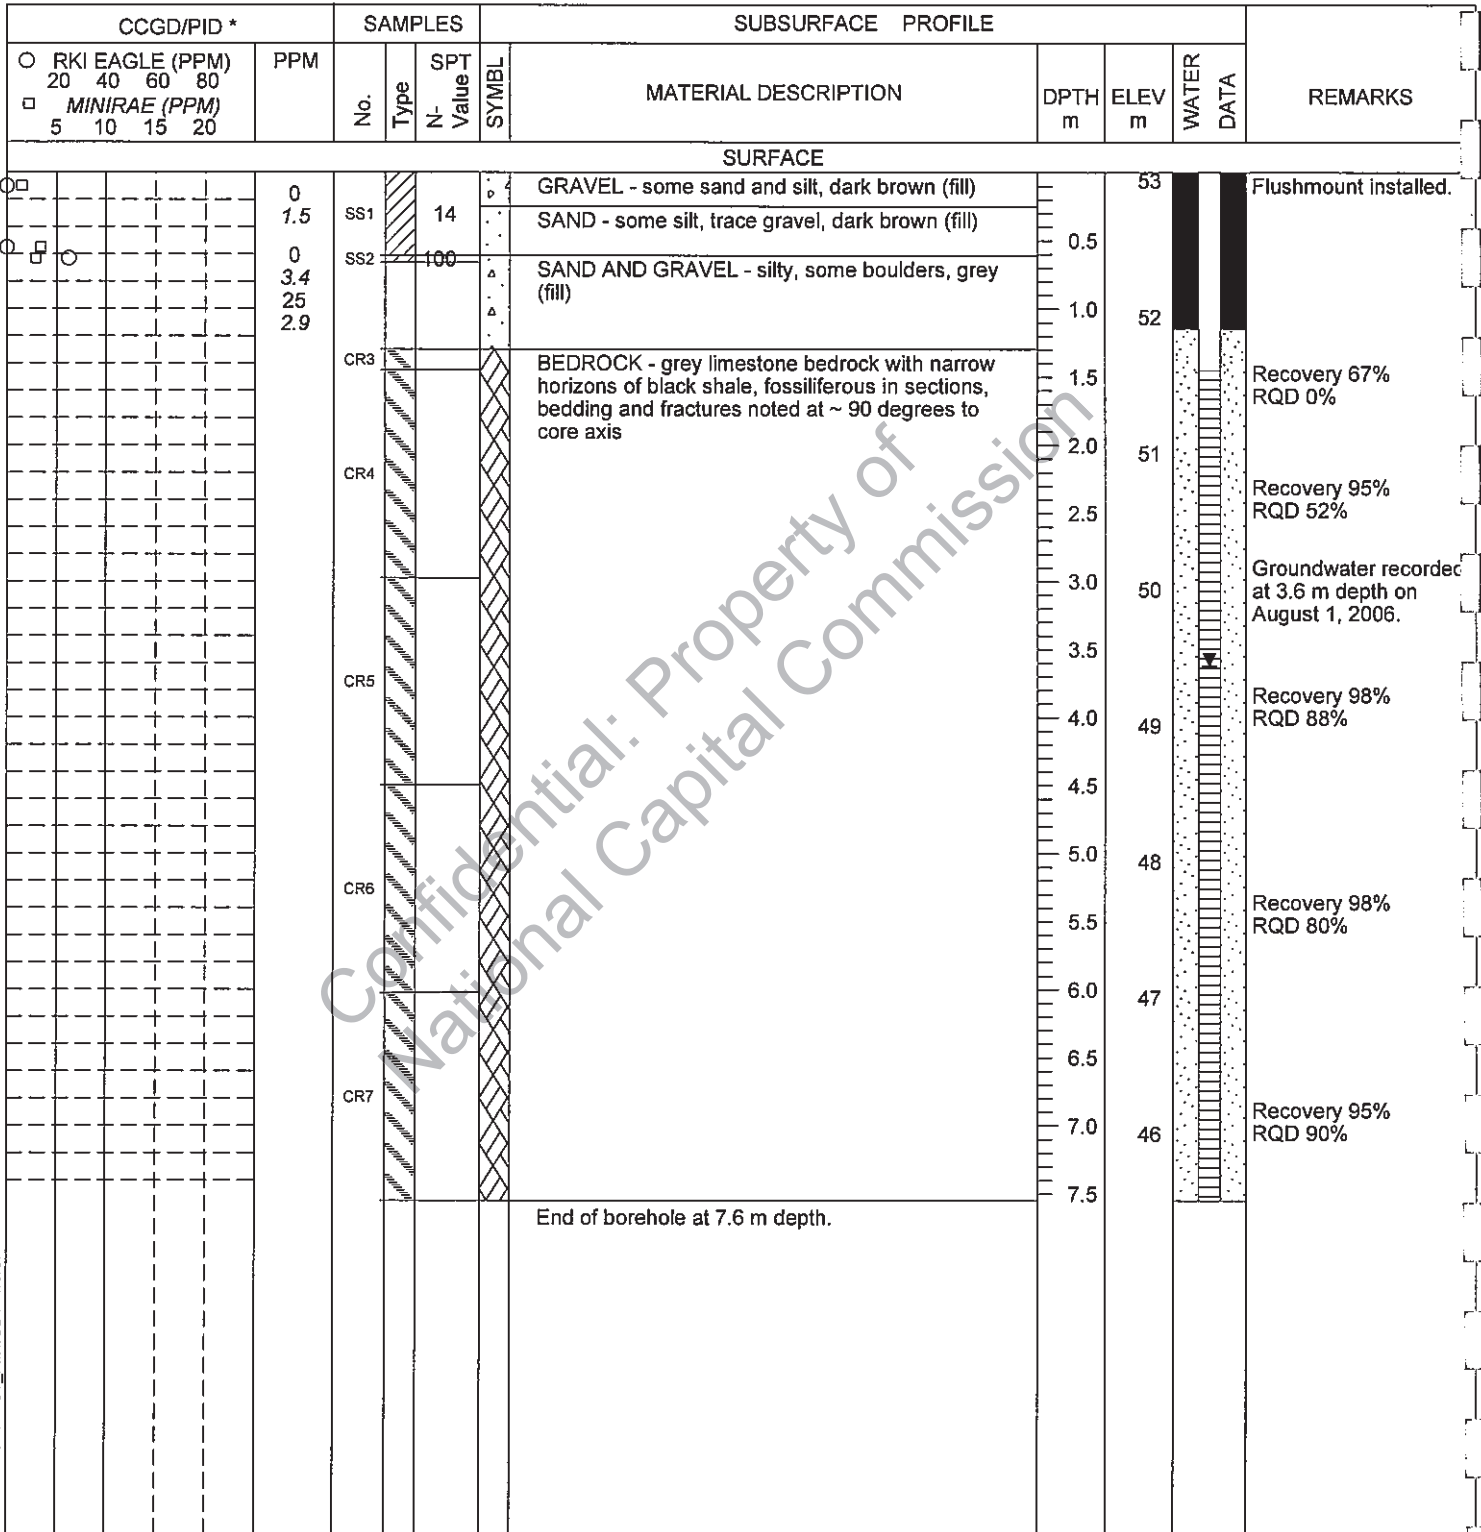 CCGD/PID *
SAMPLES
SUBSURFACE PROFILE
RKI EAGLE (PPM)
20 40 60 80
MINIRAE (PPM)
5 10 15 20
PPM
No.
Type
SPT
N-
Value
SYMBL
MATERIAL DESCRIPTION
DPTH
m
ELEV
m
WATER
DATA
REMARKS
SURFACE
0
1.5
SS1
14
GRAVEL - some sand and silt, dark brown (fill)
SAND - some silt, trace gravel, dark brown (fill)
53
Flushmount installed.
0.5
0
3.4
25
2.9
SS2
100
SAND AND GRAVEL - silty, some boulders, grey
(fill)
1.0
52
CR3
BEDROCK - grey limestone bedrock with narrow
horizons of black shale, fossiliferous in sections,
bedding and fractures noted at ~ 90 degrees to
core axis
1.5
Recovery 67%
RQD 0%
2.0
51
CR4
Recovery 95%
RQD 52%
2.5
3.0
50
Groundwater recorded
at 3.6 m depth on
August 1, 2006.
3.5
CR5
Recovery 98%
RQD 88%
4.0
49
4.5
5.0
48
CR6
Recovery 98%
RQD 80%
5.5
6.0
47
6.5
CR7
Recovery 95%
RQD 90%
7.0
46
7.5
End of borehole at 7.6 m depth.
Confidential: Property of
National Capital Commission